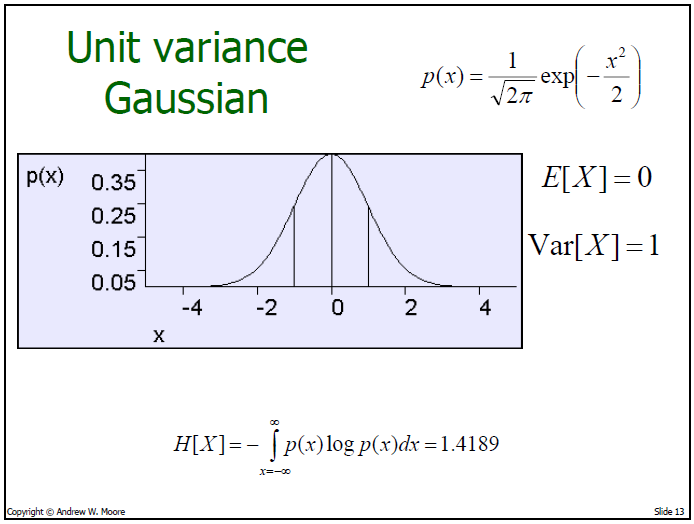 Unit variance
Gaussian
p(x) = 1/√(2π) exp(−x²/2)
p(x)
0.35
0.25
0.15
0.05
-4 -2 0 2 4
x
E[X] = 0
Var[X] = 1
H[X] = − ∫_{x=−∞}^{∞} p(x) log p(x)dx = 1.4189
Copyright © Andrew W. Moore
Slide 13